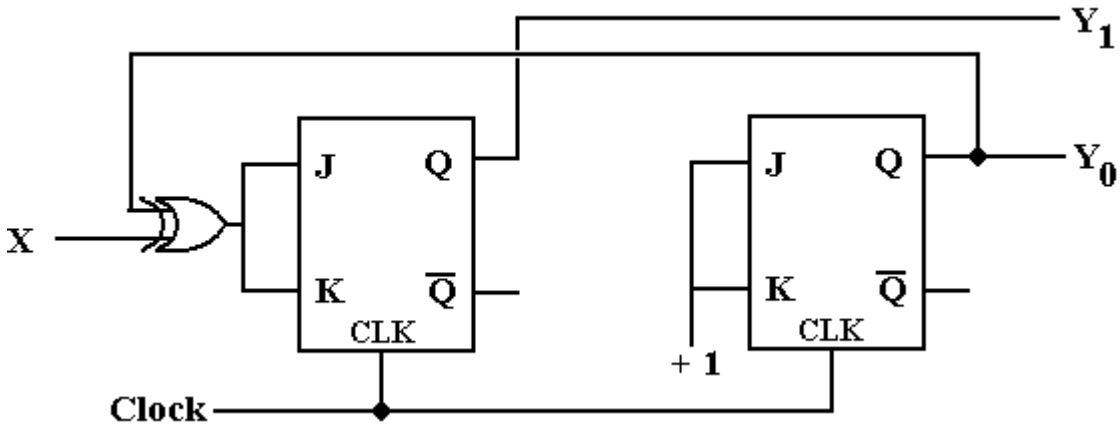 Y1
J Q J Q Y0
X
K Q̅ K Q̅
CLK CLK
+ 1
Clock